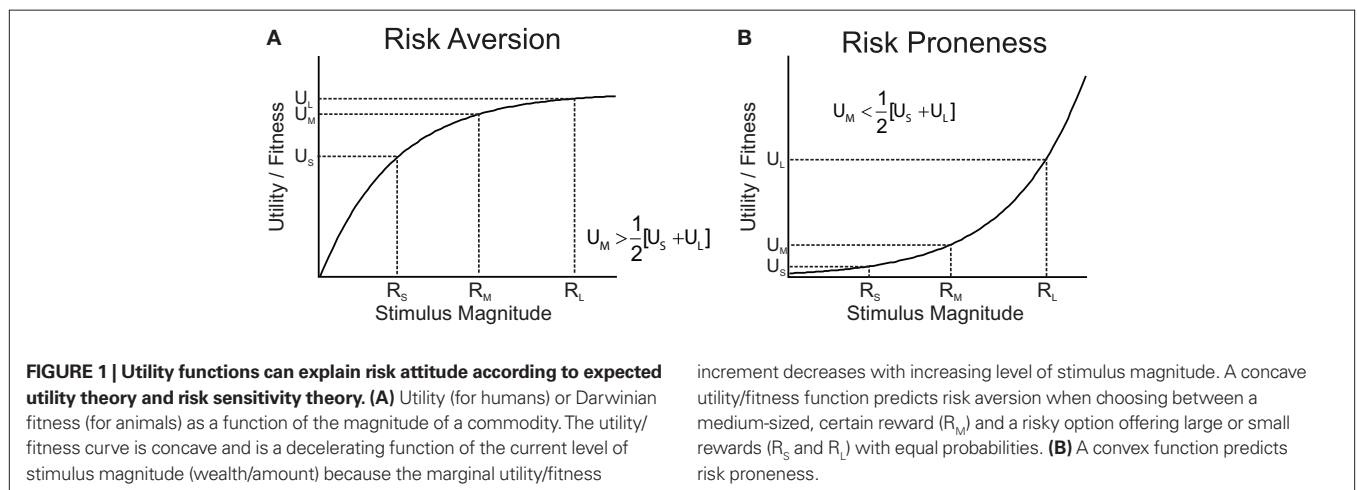 A
Risk Aversion
Utility / Fitness
U_L
U_M
U_S
U_M > 1/2 [U_S + U_L]
R_S R_M R_L
Stimulus Magnitude
B
Risk Proneness
Utility / Fitness
U_M < 1/2 [U_S + U_L]
U_L
U_M
U_S
R_S R_M R_L
Stimulus Magnitude
FIGURE 1 | Utility functions can explain risk attitude according to expected
utility theory and risk sensitivity theory. (A) Utility (for humans) or Darwinian
fitness (for animals) as a function of the magnitude of a commodity. The utility/
fitness curve is concave and is a decelerating function of the current level of
stimulus magnitude (wealth/amount) because the marginal utility/fitness
increment decreases with increasing level of stimulus magnitude. A concave
utility/fitness function predicts risk aversion when choosing between a
medium-sized, certain reward (R_M) and a risky option offering large or small
rewards (R_S and R_L) with equal probabilities. (B) A convex function predicts
risk proneness.